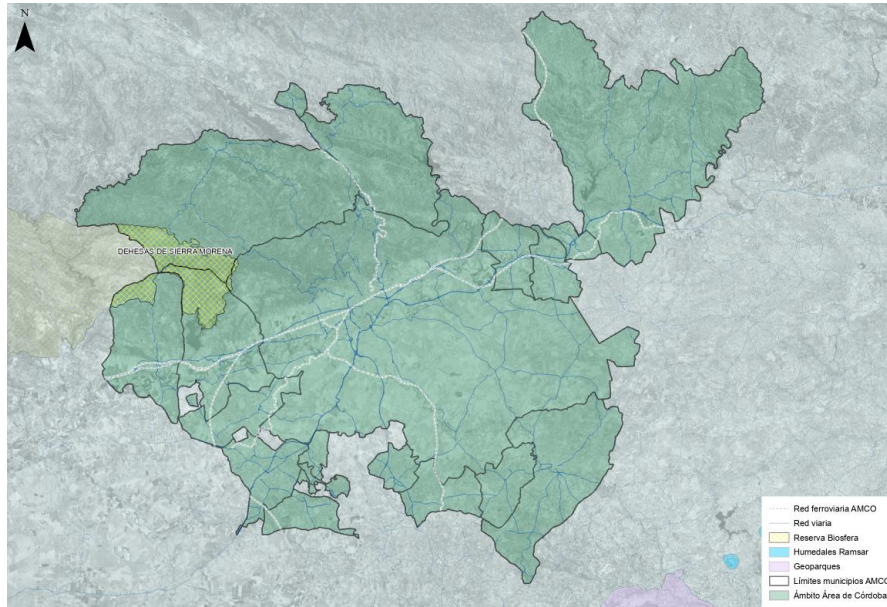 N
DEHESAS DE SIERRA MORENA
Red ferroviaria AMCO
Red viaria
Reserva Biosfera
Humedales Ramsar
Geoparques
Límites municipios AMCO
Ámbito Área de Córdoba